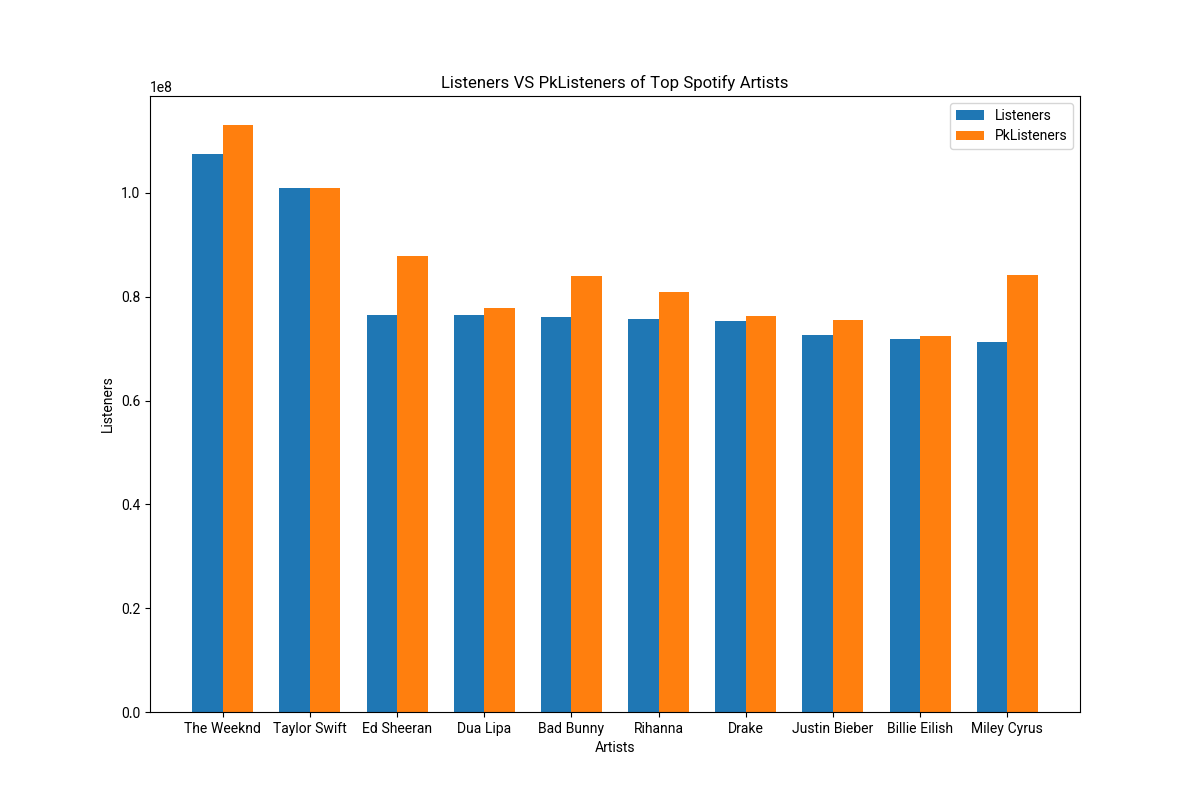 Listeners VS PkListeners of Top Spotify Artists
1e8
Listeners
PkListeners
1.0
0.8
0.6
0.4
0.2
0.0
Listeners
The Weeknd Taylor Swift Ed Sheeran Dua Lipa Bad Bunny Rihanna Drake Justin Bieber Billie Eilish Miley Cyrus
Artists